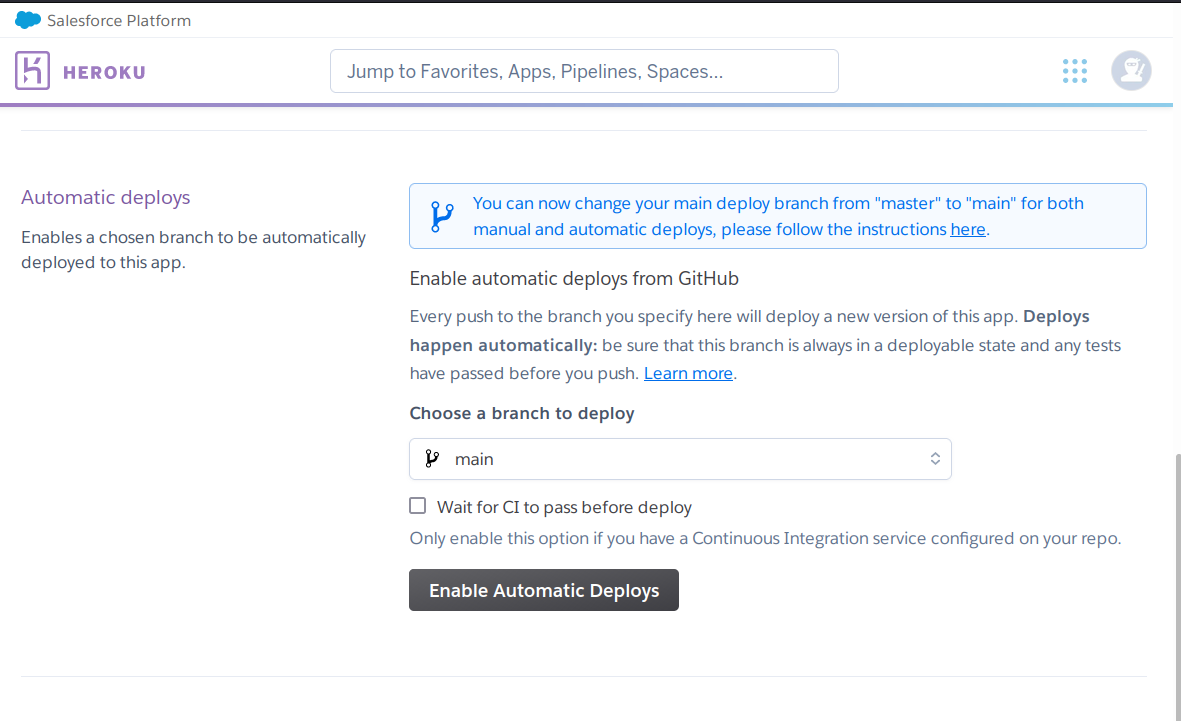 Salesforce Platform
HEROKU
Jump to Favorites, Apps, Pipelines, Spaces...
Automatic deploys
Enables a chosen branch to be automatically
deployed to this app.
You can now change your main deploy branch from "master" to "main" for both
manual and automatic deploys, please follow the instructions here.
Enable automatic deploys from GitHub
Every push to the branch you specify here will deploy a new version of this app. Deploys
happen automatically: be sure that this branch is always in a deployable state and any tests
have passed before you push. Learn more.
Choose a branch to deploy
main
Wait for CI to pass before deploy
Only enable this option if you have a Continuous Integration service configured on your repo.
Enable Automatic Deploys